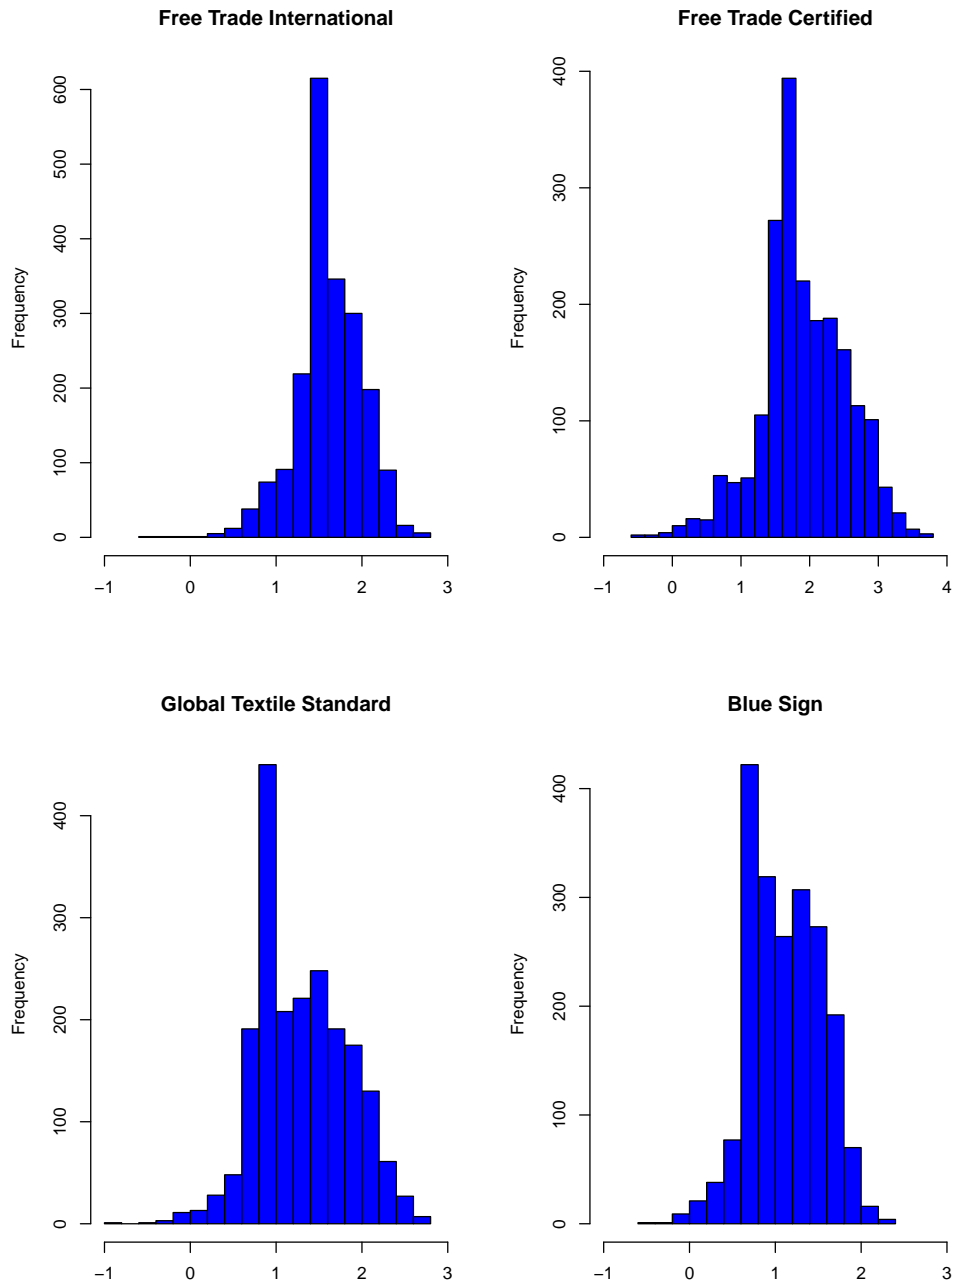 Free Trade International
Frequency
600
500
400
300
200
100
0
−1 0 1 2 3
Free Trade Certified
Frequency
400
300
200
100
0
−1 0 1 2 3 4
Global Textile Standard
Frequency
400
300
200
100
0
−1 0 1 2 3
Blue Sign
Frequency
400
300
200
100
0
−1 0 1 2 3